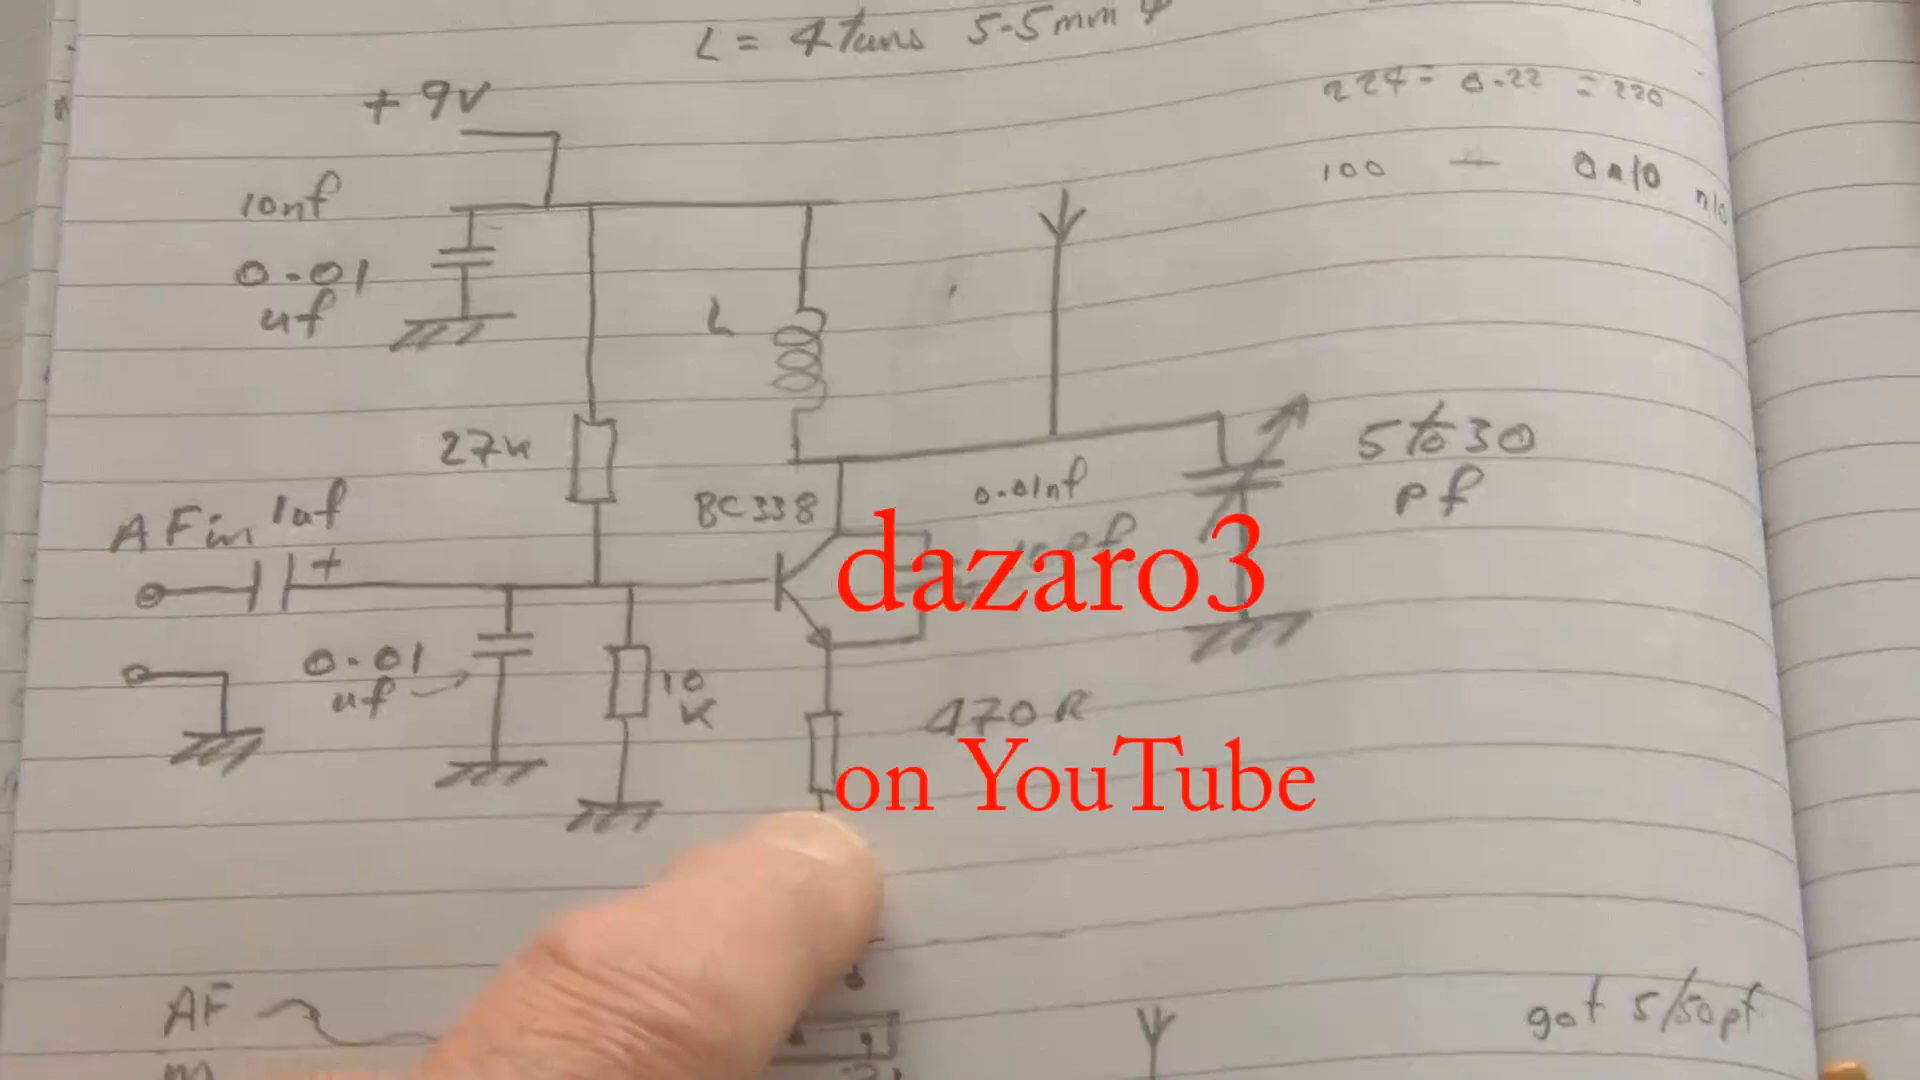 L = 4 Turns 5-5mm
+ 9V
224 = 0.22 = 220
100
10nf
0.01
uf
L
27K
5 to 30
pf
BC338
0.01nf
AF in 1uf
+
dazaro3
0.01
uf
10
K
470R
on YouTube
AF
got 5/50pf